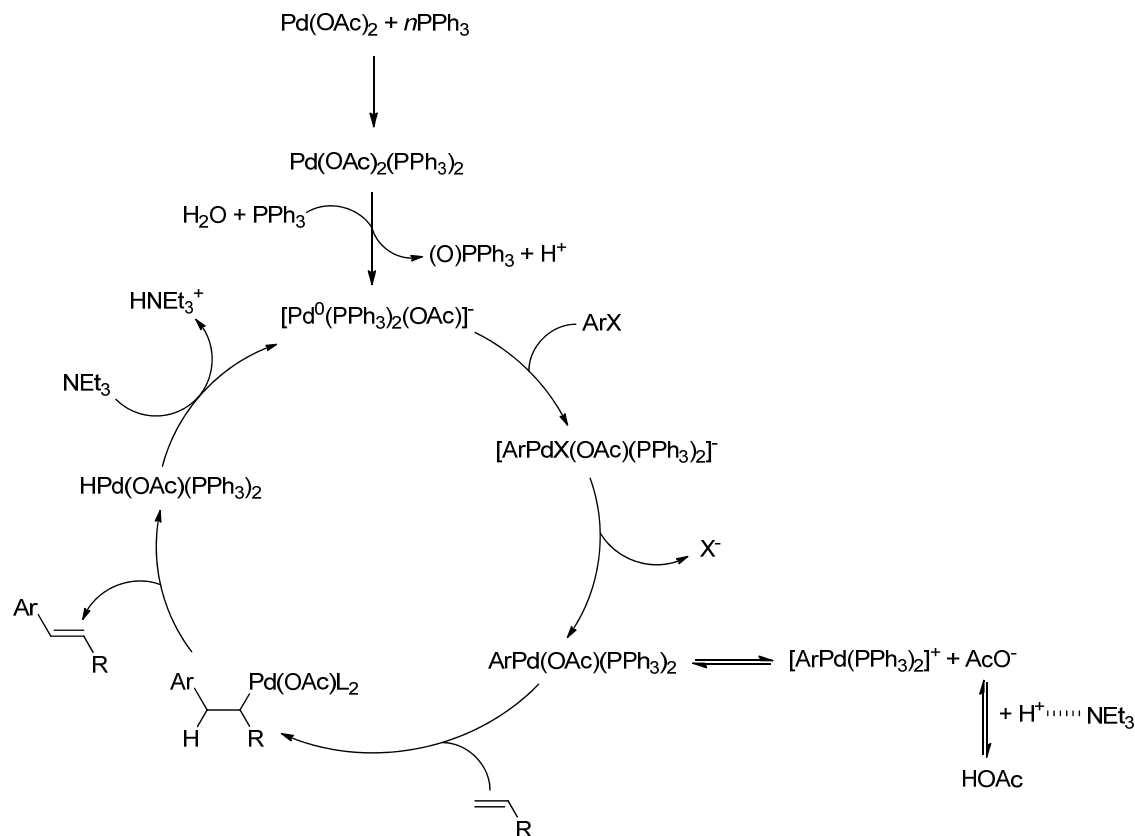 Pd(OAc)₂ + nPPh₃
Pd(OAc)₂(PPh₃)₂
H₂O + PPh₃
(O)PPh₃ + H⁺
HNEt₃⁺
[Pd⁰(PPh₃)₂(OAc)]⁻
ArX
NEt₃
[ArPdX(OAc)(PPh₃)₂]⁻
HPd(OAc)(PPh₃)₂
X⁻
Ar
R
ArPd(OAc)(PPh₃)₂
[ArPd(PPh₃)₂]⁺ + AcO⁻
Ar
Pd(OAc)L₂
H
R
+ H⁺
NEt₃
HOAc
R